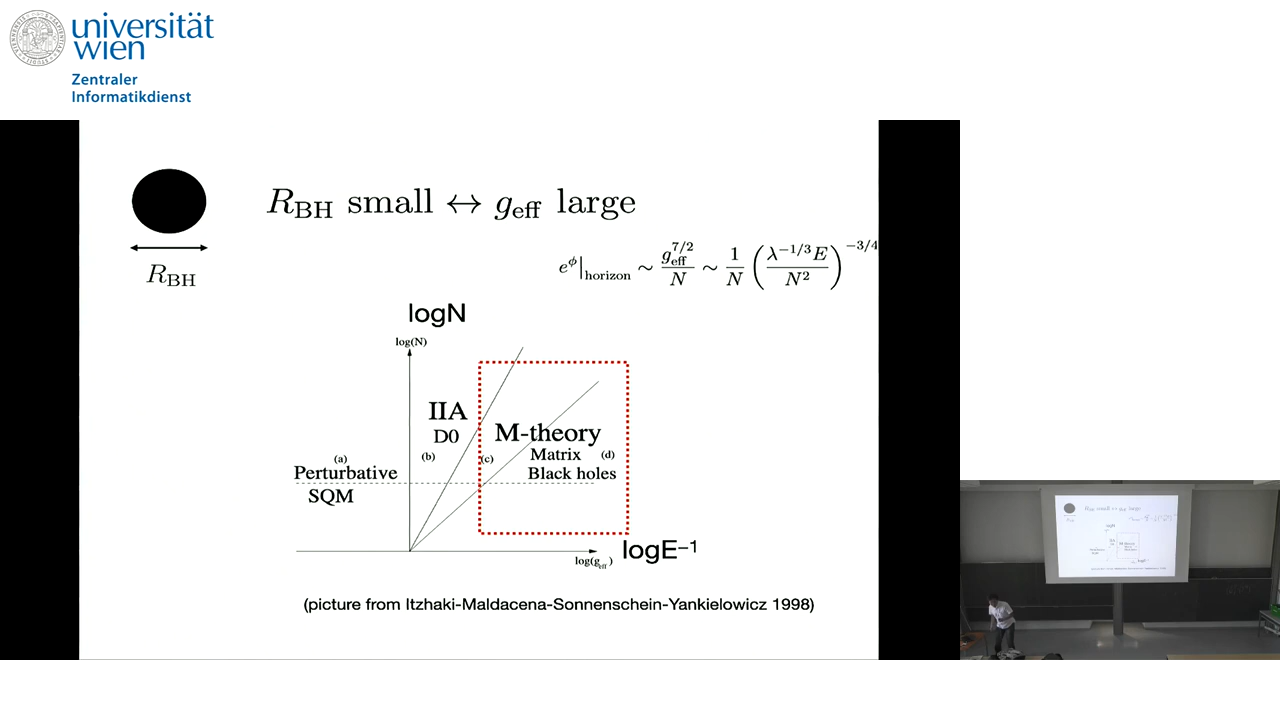 universität
wien
Zentraler
Informatikdienst
R_BH small ↔ g_eff large
R_BH
e^ϕ|_horizon ∼ g_eff^{7/2}/N ∼ 1/N (λ^{−1/3}E/N^2)^{−3/4}
logN
log(N)
IIA
D0
M-theory
(a) (b) (c) Matrix (d)
Perturbative Black holes
SQM
log(g_eff) logE⁻¹
(picture from Itzhaki-Maldacena-Sonnenschein-Yankielowicz 1998)